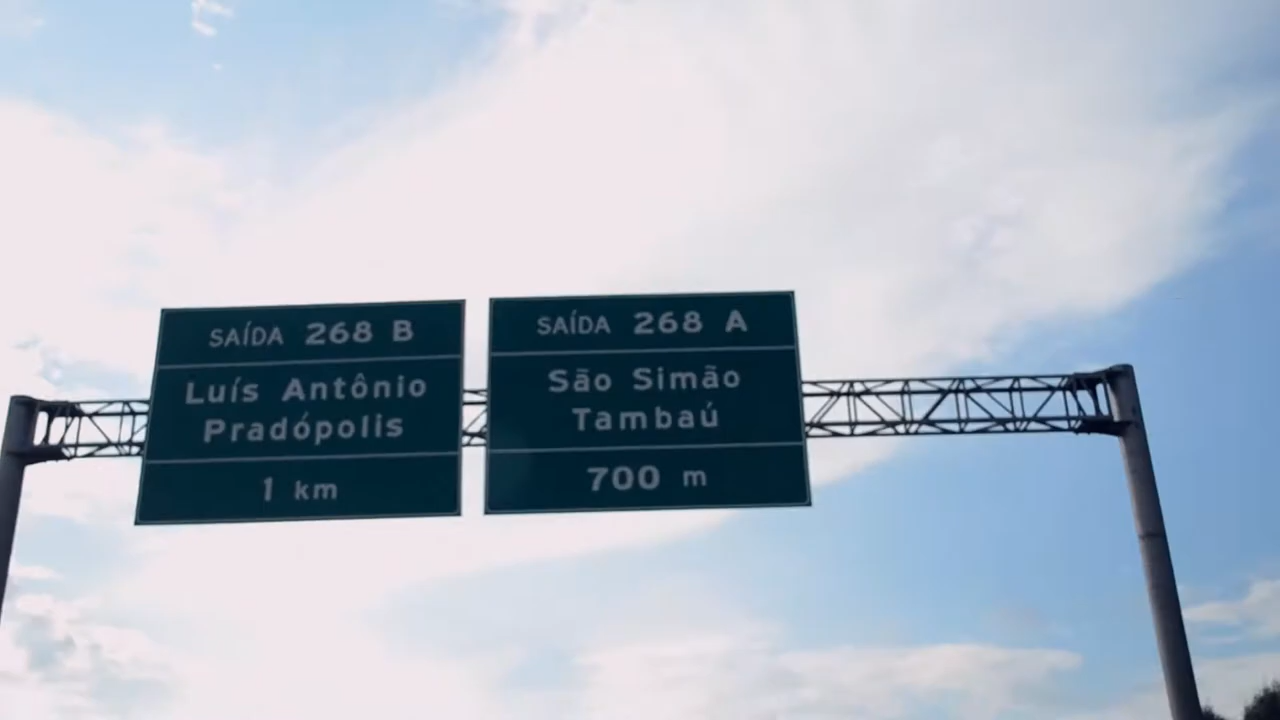 SAÍDA 268 B
Luís Antônio
Pradópolis
1 km
SAÍDA 268 A
São Simão
Tambaú
700 m